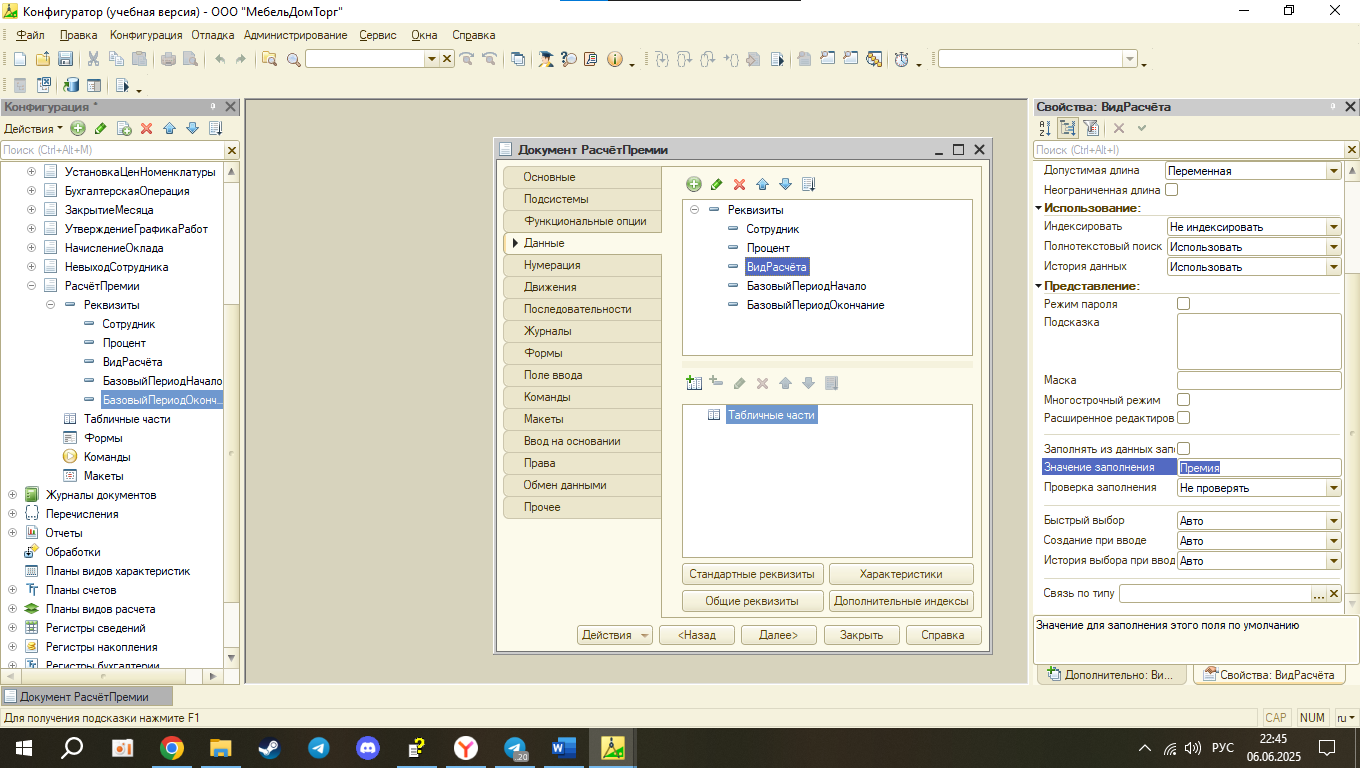 Конфигуратор (учебная версия) - ООО "МебельДомТорг"
Файл Правка Конфигурация Отладка Администрирование Сервис Окна Справка
Конфигурация *
Действия
Поиск (Ctrl+Alt+M)
УстановкаЦенНоменклатуры
БухгалтерскаяОперация
ЗакрытиеМесяца
УтверждениеГрафикаРабот
НачислениеОклада
НевыходСотрудника
РасчётПремии
Реквизиты
Сотрудник
Процент
ВидРасчёта
БазовыйПериодНачало
БазовыйПериодОконч...
Табличные части
Формы
Команды
Макеты
Журналы документов
Перечисления
Отчеты
Обработки
Планы видов характеристик
Планы счетов
Планы видов расчета
Регистры сведений
Регистры накопления
Регистры бухгалтерии
Документ РасчётПремии
Основные
Подсистемы
Функциональные опции
Данные
Нумерация
Движения
Последовательности
Журналы
Формы
Поле ввода
Команды
Макеты
Ввод на основании
Права
Обмен данными
Прочее
Реквизиты
Сотрудник
Процент
ВидРасчёта
БазовыйПериодНачало
БазовыйПериодОкончание
Табличные части
Стандартные реквизиты Характеристики
Общие реквизиты Дополнительные индексы
Действия <Назад Далее> Закрыть Справка
Свойства: ВидРасчёта
Поиск (Ctrl+Alt+I)
Допустимая длина Переменная
Неограниченная длина
Использование:
Индексировать Не индексировать
Полнотекстовый поиск Использовать
История данных Использовать
Представление:
Режим пароля
Подсказка
Маска
Многострочный режим
Расширенное редактиров
Заполнять из данных запо
Значение заполнения Премия
Проверка заполнения Не проверять
Быстрый выбор Авто
Создание при вводе Авто
История выбора при ввод Авто
Связь по типу ...
Значение для заполнения этого поля по умолчанию
Дополнительно: Ви... Свойства: ВидРасчёта
Документ РасчётПремии
Для получения подсказки нажмите F1 CAP NUM ru
20 РУС 22:45
06.06.2025